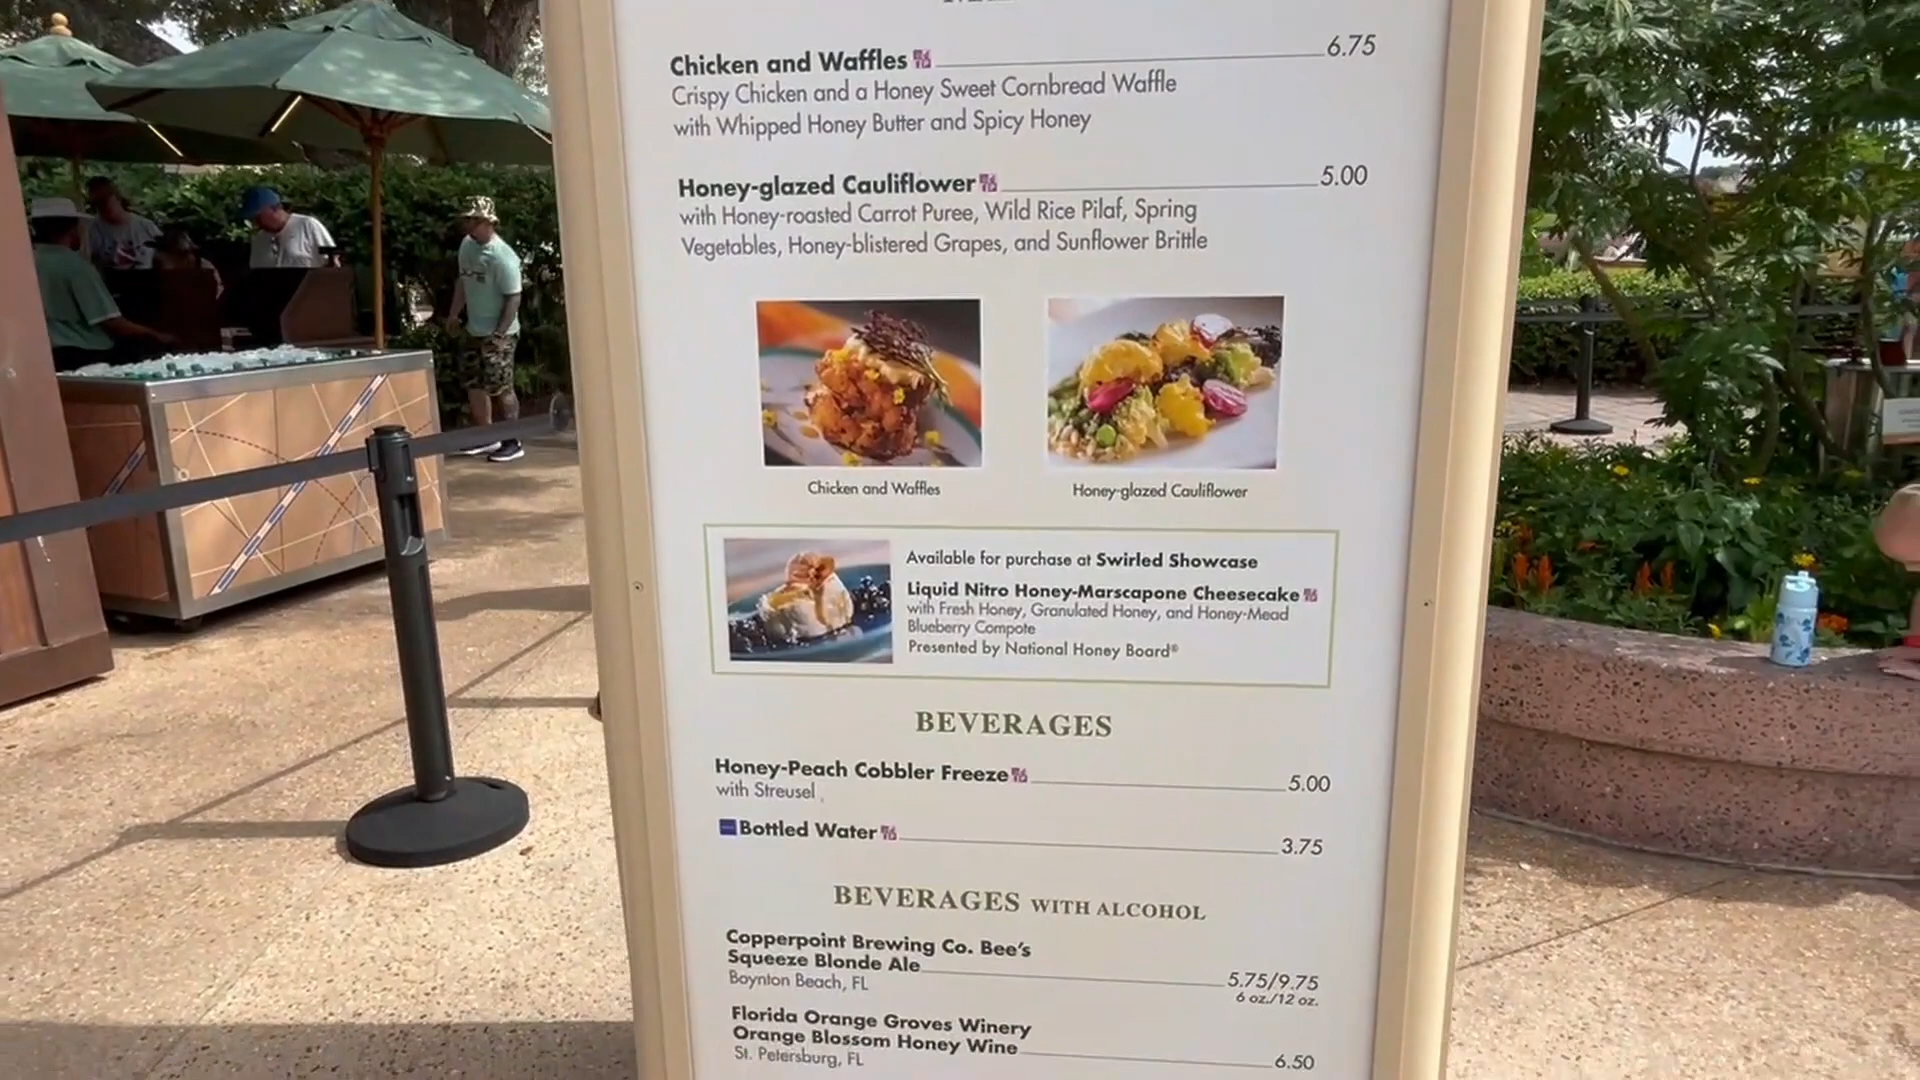 Chicken and Waffles 6.75
Crispy Chicken and a Honey Sweet Cornbread Waffle
with Whipped Honey Butter and Spicy Honey
Honey-glazed Cauliflower 5.00
with Honey-roasted Carrot Puree, Wild Rice Pilaf, Spring
Vegetables, Honey-blistered Grapes, and Sunflower Brittle
Chicken and Waffles
Honey-glazed Cauliflower
Available for purchase at Swirled Showcase
Liquid Nitro Honey-Marscapone Cheesecake
with Fresh Honey, Granulated Honey, and Honey-Mead
Blueberry Compote
Presented by National Honey Board®
BEVERAGES
Honey-Peach Cobbler Freeze 5.00
with Streusel
Bottled Water 3.75
BEVERAGES WITH ALCOHOL
Copperpoint Brewing Co. Bee's
Squeeze Blonde Ale 5.75/9.75
Boynton Beach, FL 6 oz./12 oz.
Florida Orange Groves Winery
Orange Blossom Honey Wine 6.50
St. Petersburg, FL